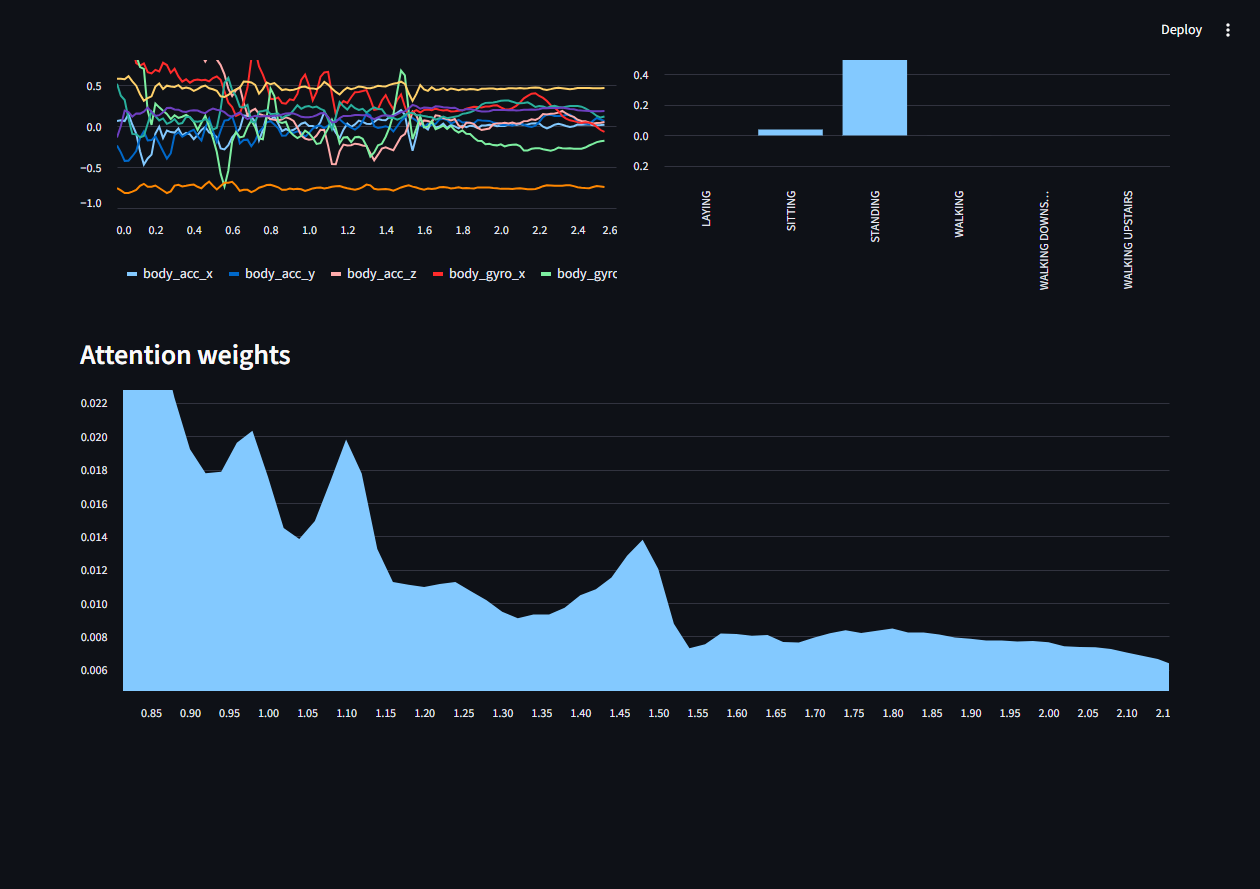 Deploy
0.5
0.0
−0.5
−1.0
0.0 0.2 0.4 0.6 0.8 1.0 1.2 1.4 1.6 1.8 2.0 2.2 2.4 2.6
body_acc_x body_acc_y body_acc_z body_gyro_x body_gyrc
0.4
0.2
0.0
0.2
LAYING
SITTING
STANDING
WALKING
WALKING DOWNS…
WALKING UPSTAIRS
Attention weights
0.022
0.020
0.018
0.016
0.014
0.012
0.010
0.008
0.006
0.85 0.90 0.95 1.00 1.05 1.10 1.15 1.20 1.25 1.30 1.35 1.40 1.45 1.50 1.55 1.60 1.65 1.70 1.75 1.80 1.85 1.90 1.95 2.00 2.05 2.10 2.1